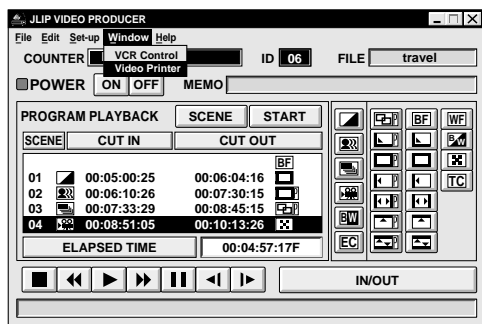 JLIP VIDEO PRODUCER
File Edit Set-up Window Help
VCR Control
Video Printer
COUNTER ID 06 FILE travel
POWER ON OFF MEMO
PROGRAM PLAYBACK SCENE START
SCENE CUT IN CUT OUT
BF
01 00:05:00:25 00:06:04:16
02 00:06:10:26 00:07:30:15 P
03 00:07:33:29 00:08:45:15 P
04 00:08:51:05 00:10:13:26
ELAPSED TIME 00:04:57:17F
P BF WF
P B/W
P
P TC
P
BW P
EC P
IN/OUT